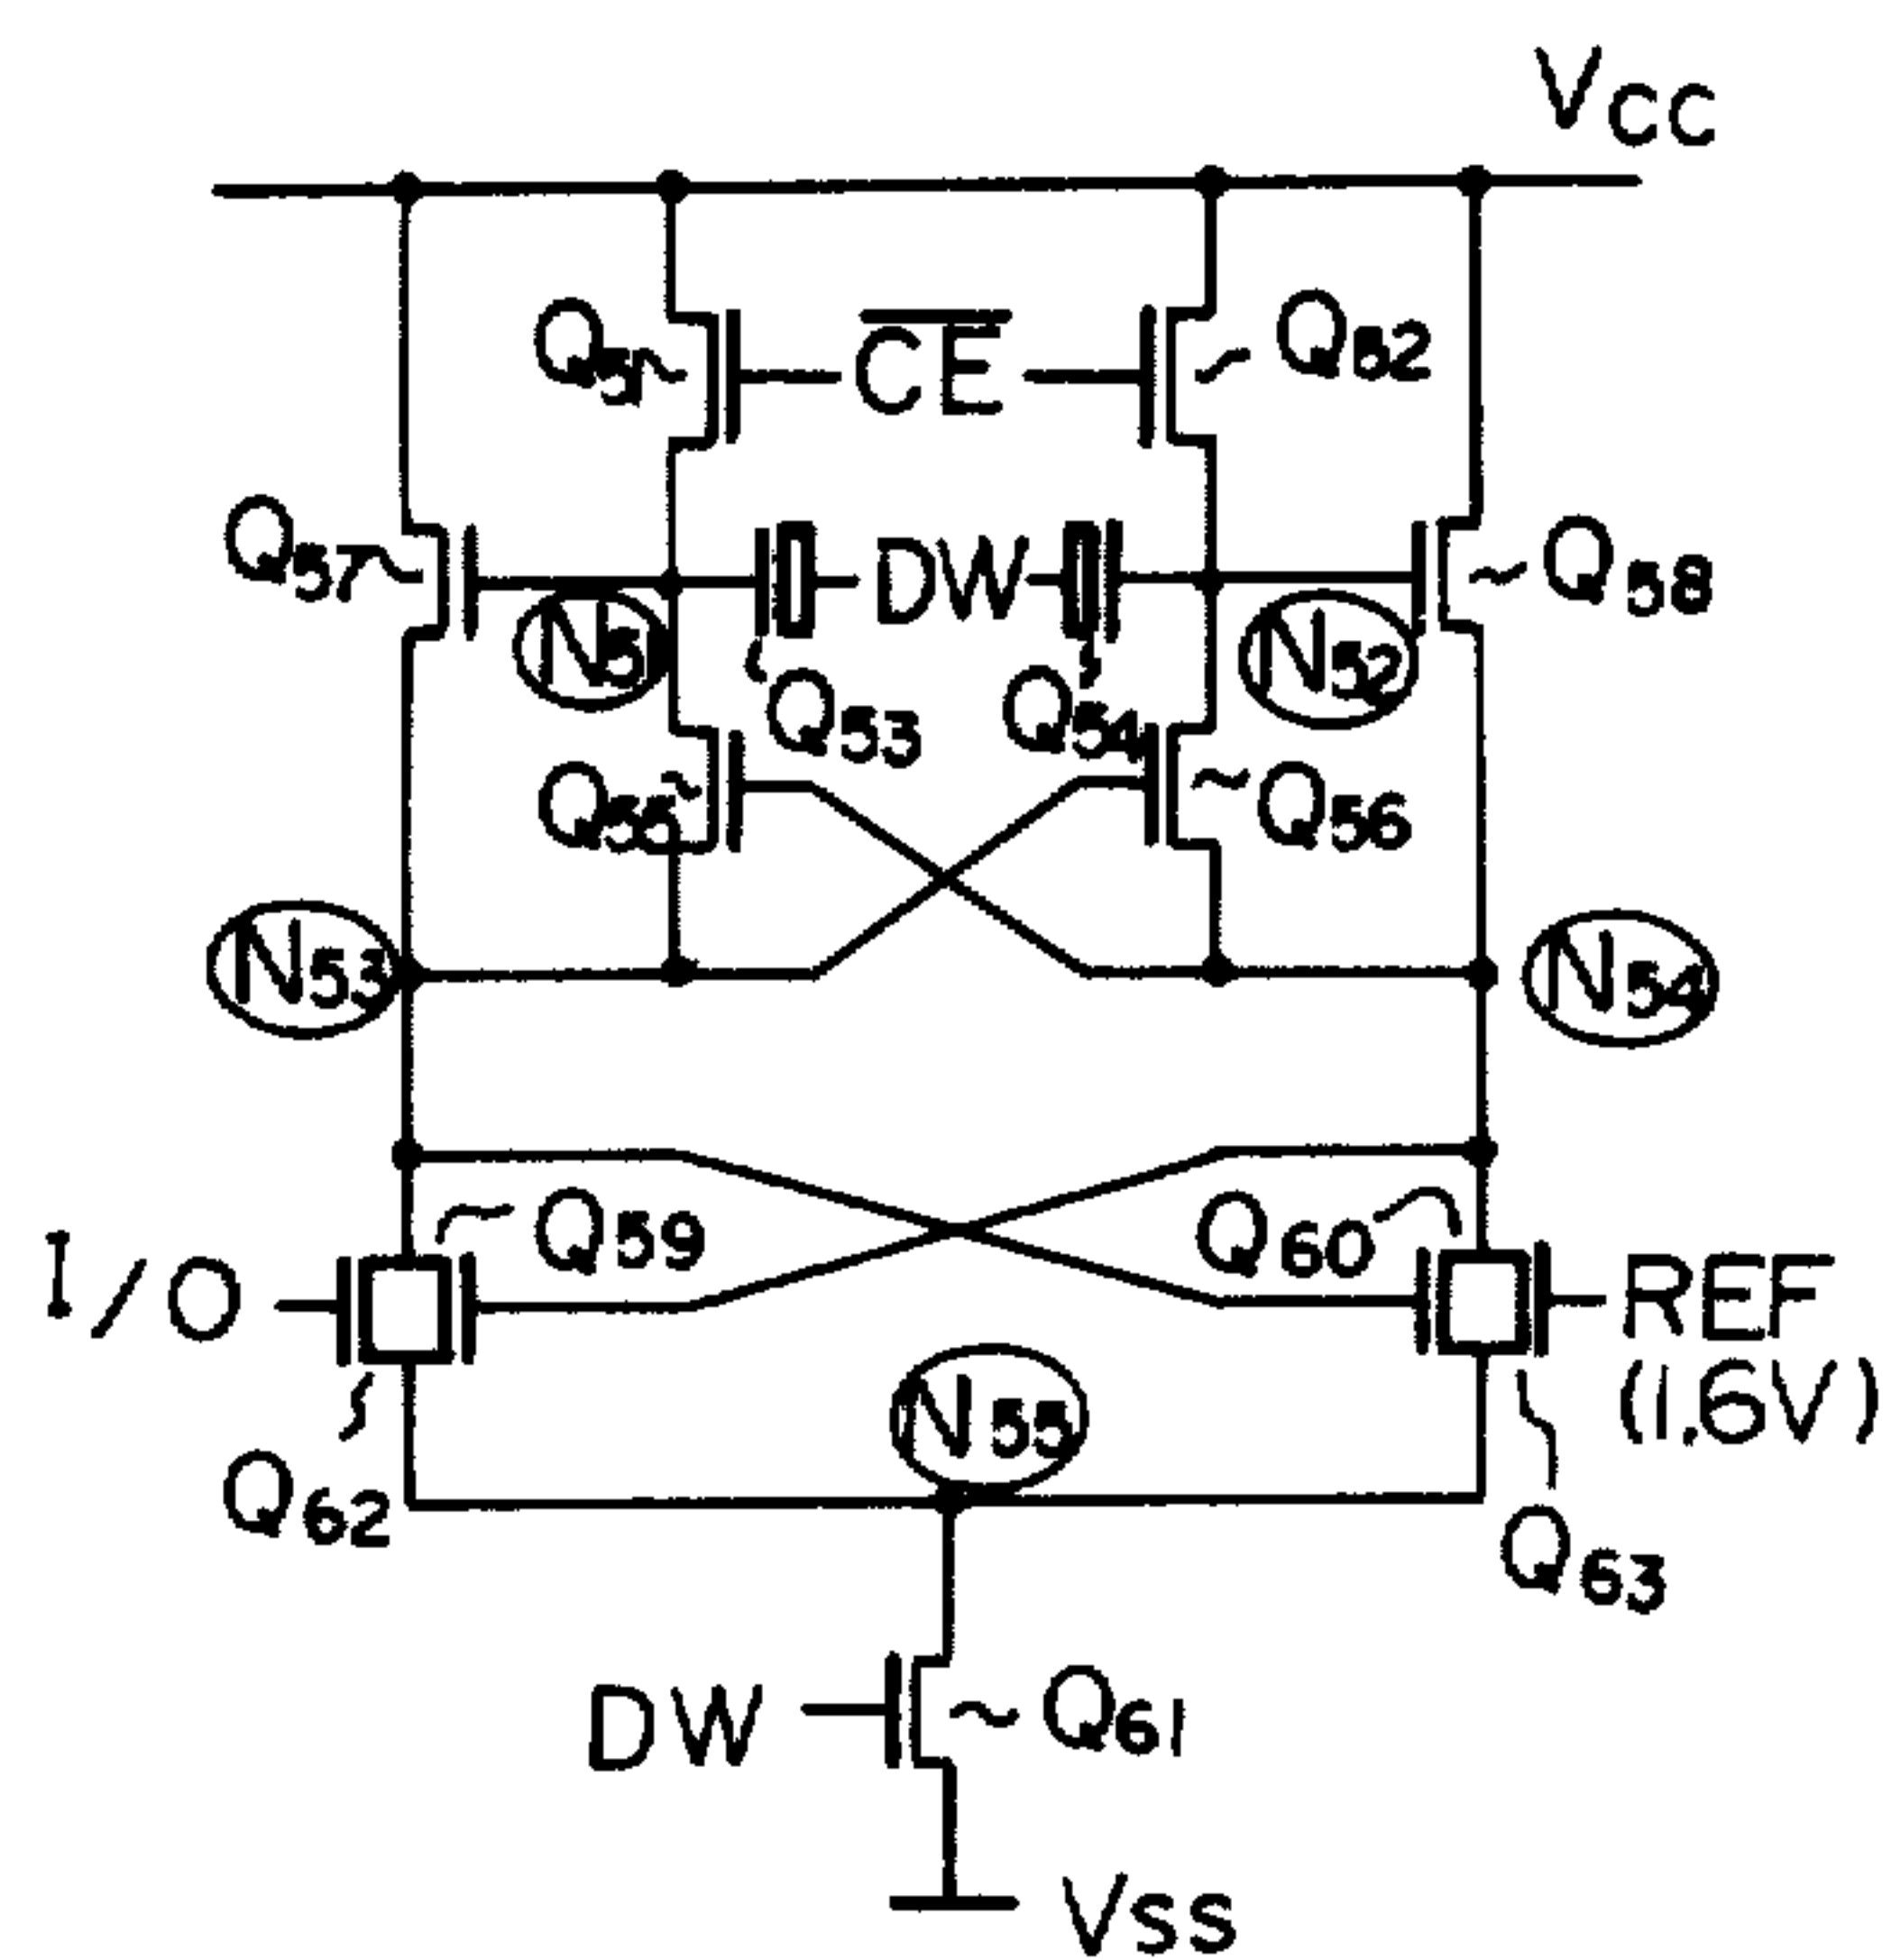 VCC
Q51
CE
Q52
Q57
DW
Q58
N51
N52
Q53
Q54
Q55
Q56
N53
N54
Q59
Q60
I/O
REF
(1.6V)
N55
Q62
Q63
DW
Q61
VSS